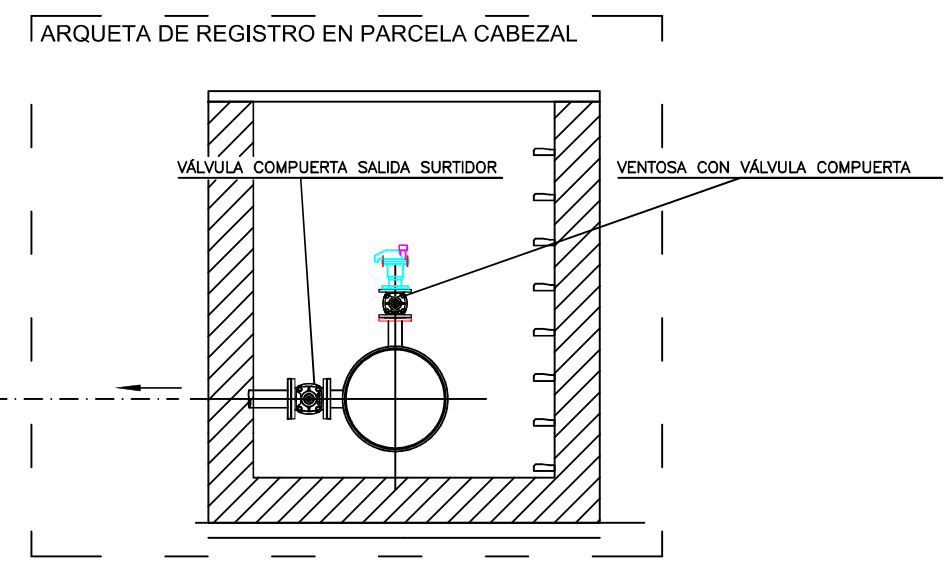 ARQUETA DE REGISTRO EN PARCELA CABEZAL
VÁLVULA COMPUERTA SALIDA SURTIDOR
VENTOSA CON VÁLVULA COMPUERTA